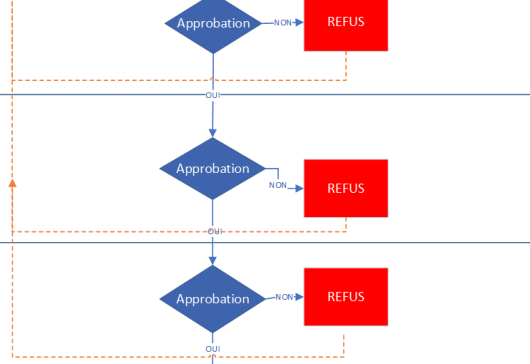 Approbation
NON
REFUS
OUI
Approbation
NON
REFUS
OUI
Approbation
NON
REFUS
OUI